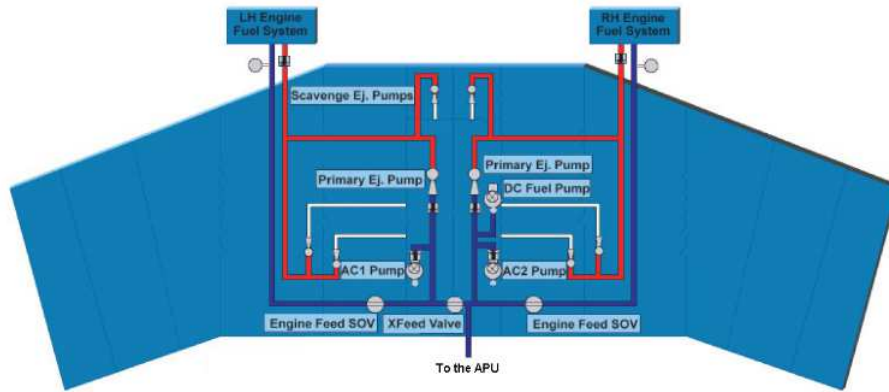 LH Engine
Fuel System
RH Engine
Fuel System
Scavenge Ej. Pumps
Primary Ej. Pump
Primary Ej. Pump
DC Fuel Pump
AC1 Pump
AC2 Pump
Engine Feed SOV
XFeed Valve
Engine Feed SOV
To the APU